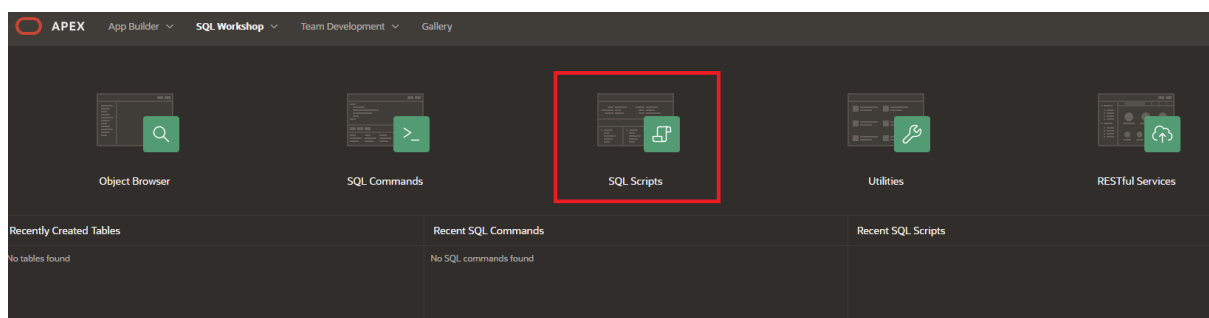 APEX App Builder SQL Workshop Team Development Gallery
Object Browser SQL Commands SQL Scripts Utilities RESTful Services
Recently Created Tables Recent SQL Commands Recent SQL Scripts
No tables found No SQL commands found